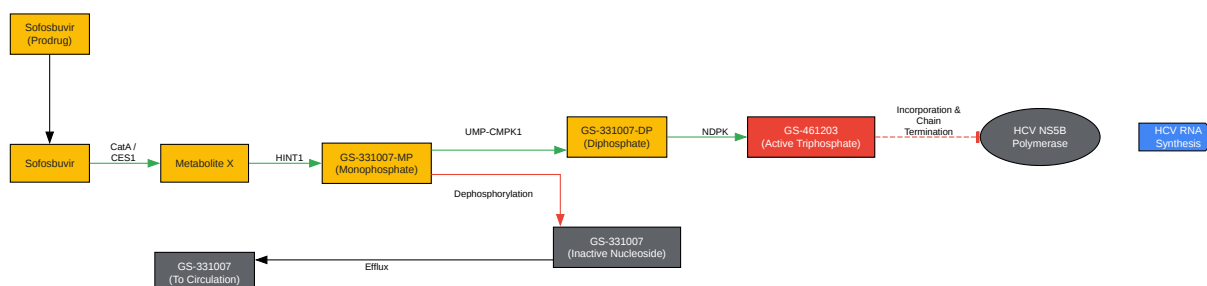 Sofosbuvir
(Prodrug)
Sofosbuvir
CatA /
CES1
Metabolite X
HINT1
GS-331007-MP
(Monophosphate)
UMP-CMPK1
GS-331007-DP
(Diphosphate)
NDPK
GS-461203
(Active Triphosphate)
Incorporation &
Chain
Termination
HCV NS5B
Polymerase
HCV RNA
Synthesis
Dephosphorylation
GS-331007
(Inactive Nucleoside)
Efflux
GS-331007
(To Circulation)